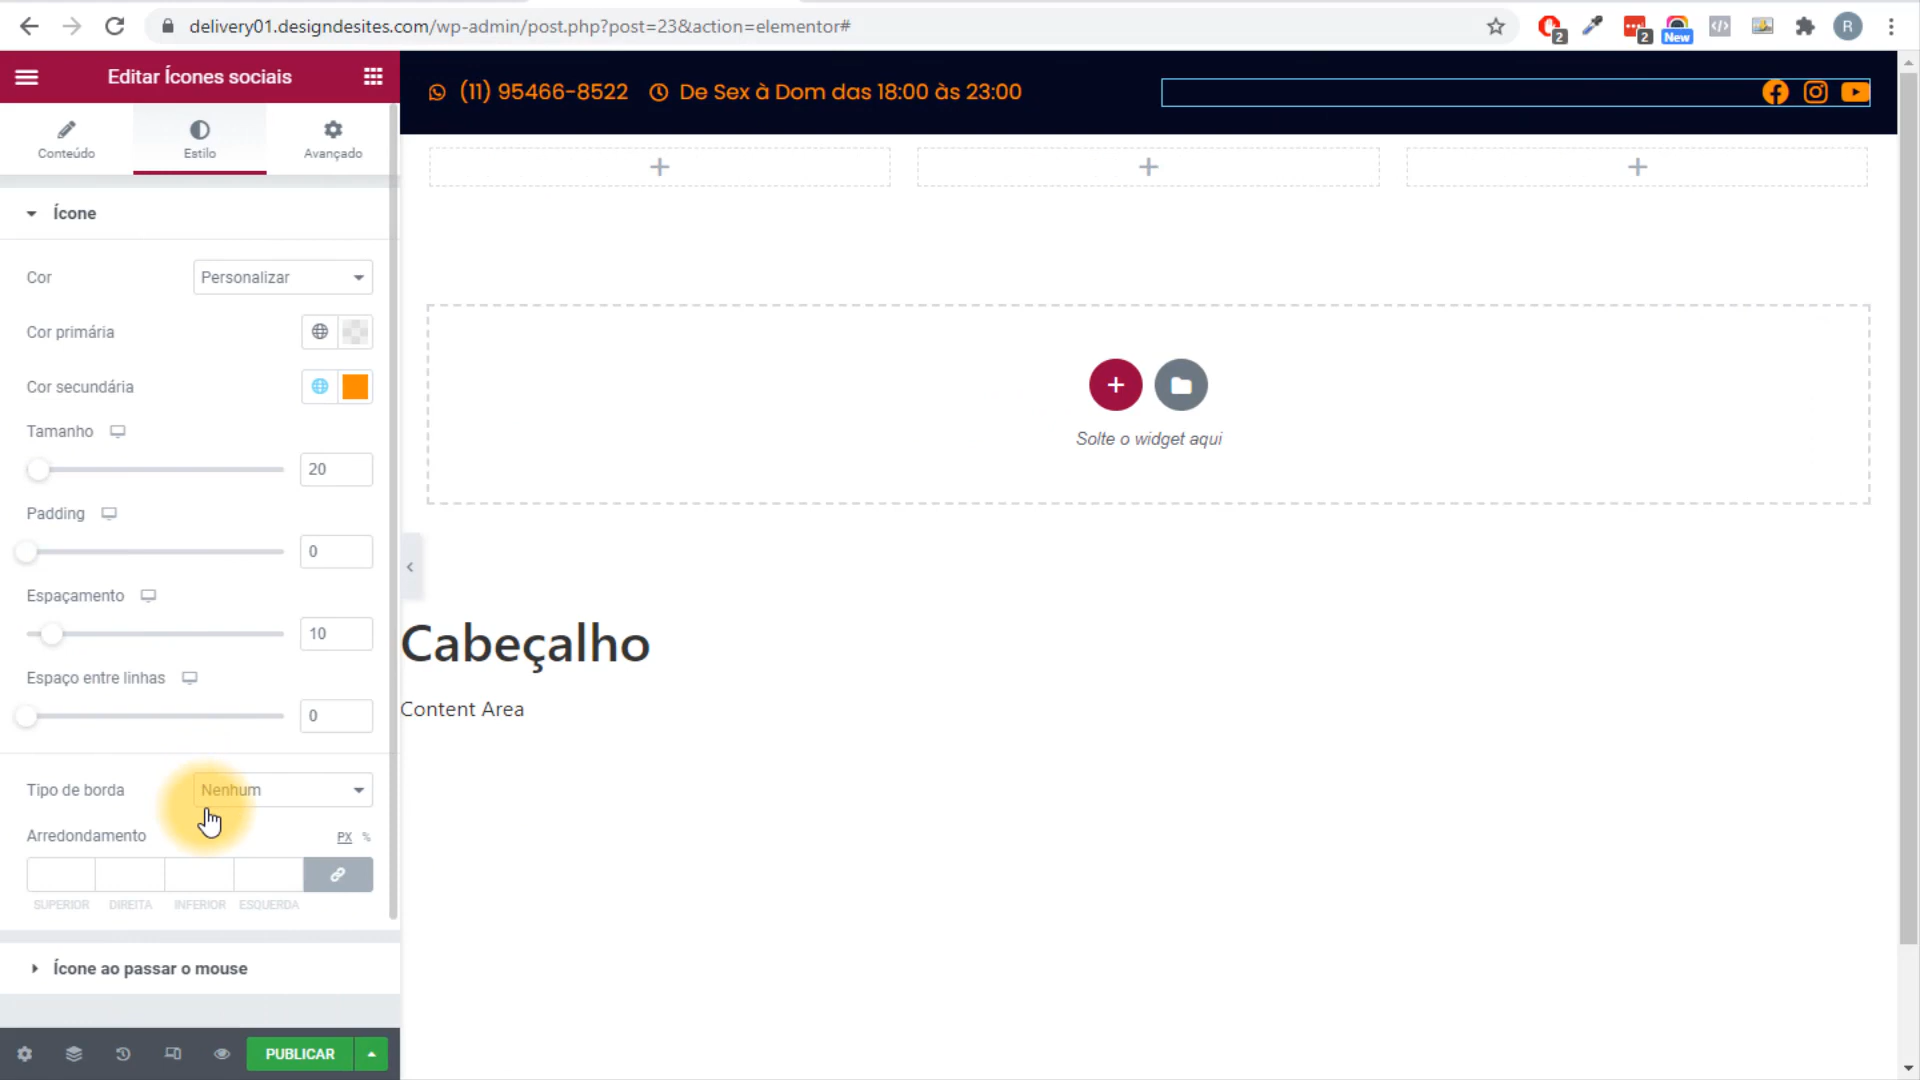 delivery01.designdesites.com/wp-admin/post.php?post=23&action=elementor#
2
2
New
R
Editar Ícones sociais
Conteúdo
Estilo
Avançado
Ícone
Cor
Personalizar
Cor primária
Cor secundária
Tamanho
20
Padding
0
Espaçamento
10
Espaço entre linhas
0
Tipo de borda
Nenhum
Arredondamento
PX %
SUPERIOR DIREITA INFERIOR ESQUERDA
Ícone ao passar o mouse
PUBLICAR
(11) 95466-8522 De Sex à Dom das 18:00 às 23:00
Solte o widget aqui
Cabeçalho
Content Area